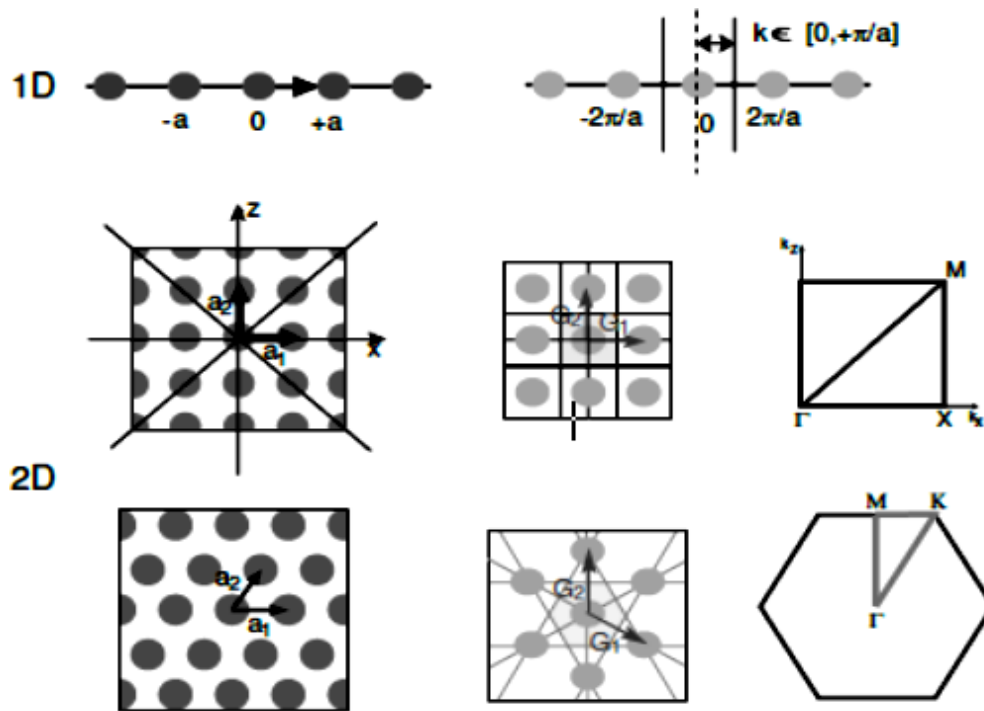 1D
-a 0 +a
k ∈ [0,+π/a]
-2π/a 0 2π/a
2D
z
a2
a1
x
G2 G1
kz
M
Γ
X
kx
a2
a1
G2
G1
M K
Γ